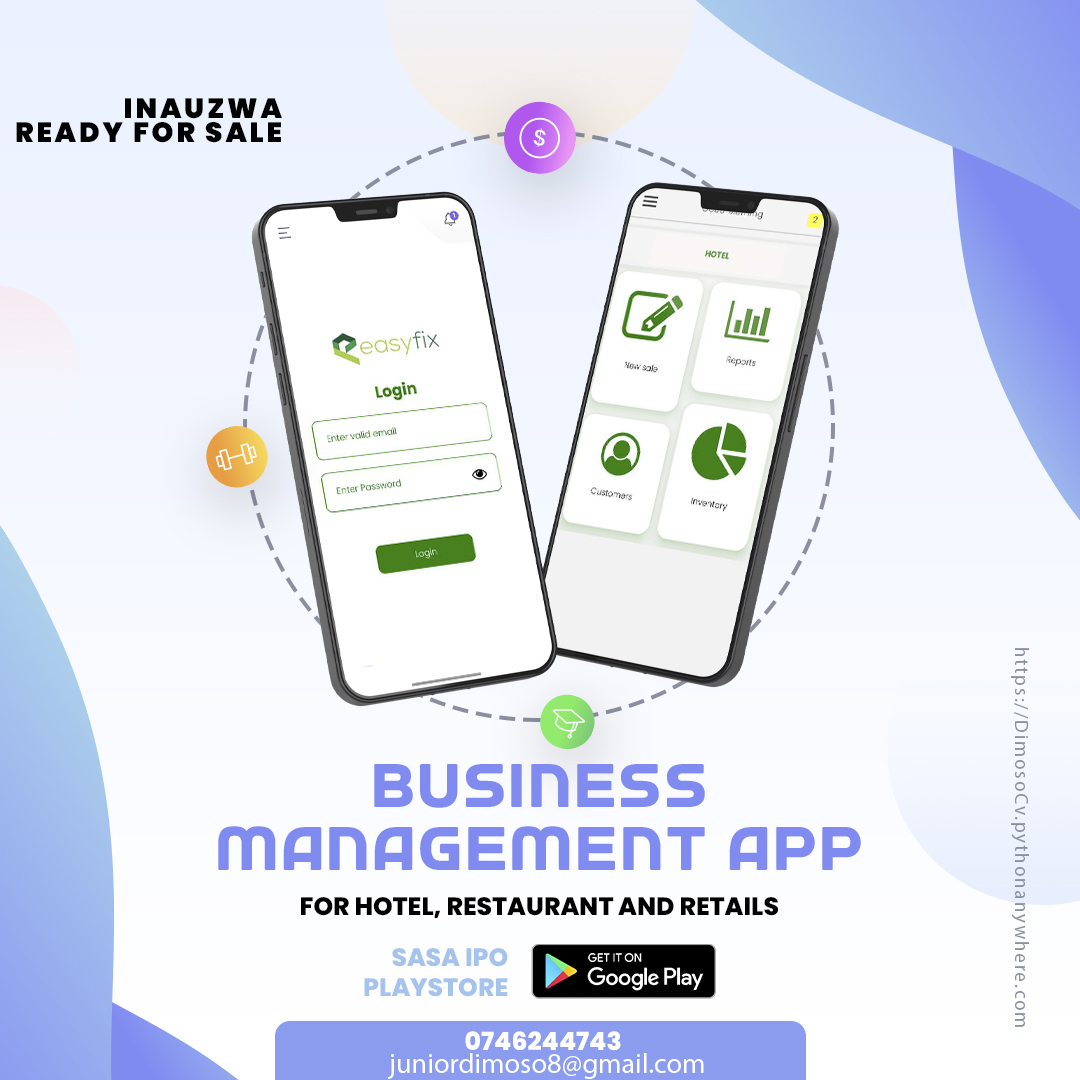 INAUZWA
READY FOR SALE
$
1
easyfix
Login
Enter valid email
Enter Password
Login
2
HOTEL
New sale
Reports
Customers
Inventory
BUSINESS
MANAGEMENT APP
FOR HOTEL, RESTAURANT AND RETAILS
SASA IPO
PLAYSTORE
GET IT ON
Google Play
0746244743
juniordimoso8@gmail.com
https://DimosoCv.pythonanywhere.com